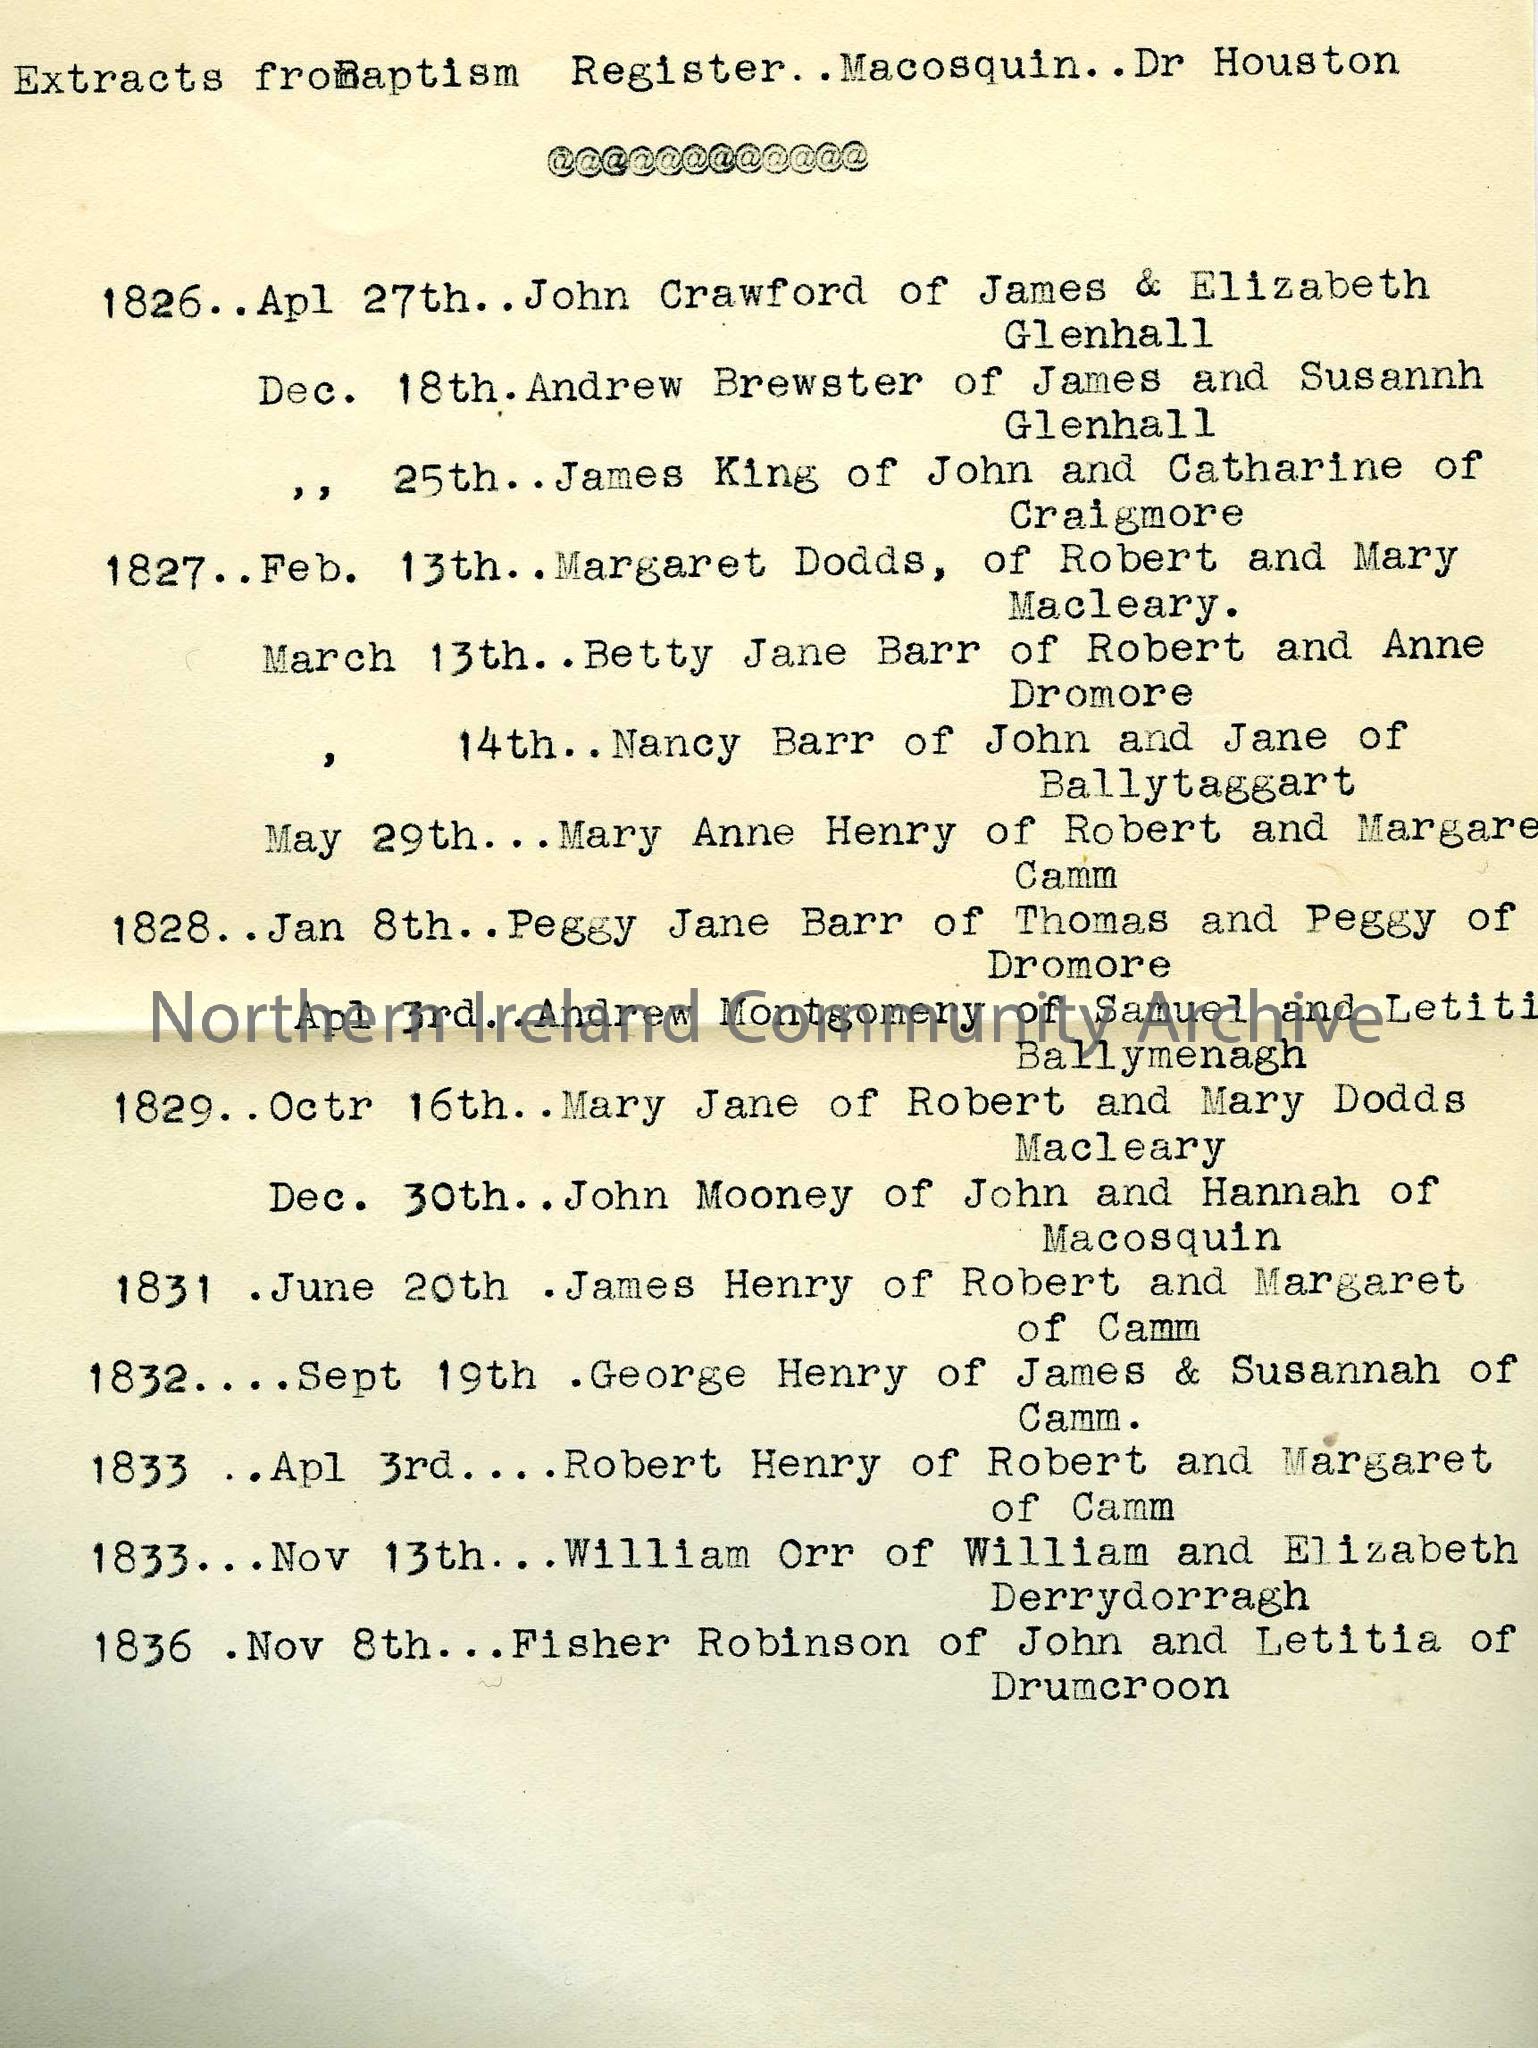 Extracts from Baptism Register..Macosquin..Dr Houston
@@@@@@@@@@@@
1826..Apl 27th..John Crawford of James & Elizabeth
Glenhall
Dec. 18th.Andrew Brewster of James and Susannh
Glenhall
,, 25th..James King of John and Catharine of
Craigmore
1827..Feb. 13th..Margaret Dodds, of Robert and Mary
Macleary.
March 13th..Betty Jane Barr of Robert and Anne
Dromore
, 14th..Nancy Barr of John and Jane of
Ballytaggart
May 29th...Mary Anne Henry of Robert and Margare
Camm
1828..Jan 8th..Peggy Jane Barr of Thomas and Peggy of
Dromore
Apl 3rd..Andrew Montgomery of Samuel and Letiti
Northern Ireland Community Archive
Ballymenagh
1829..Octr 16th..Mary Jane of Robert and Mary Dodds
Macleary
Dec. 30th..John Mooney of John and Hannah of
Macosquin
1831 .June 20th .James Henry of Robert and Margaret
of Camm
1832....Sept 19th .George Henry of James & Susannah of
Camm.
1833 ..Apl 3rd....Robert Henry of Robert and Margaret
of Camm
1833...Nov 13th...William Orr of William and Elizabeth
Derrydorragh
1836 .Nov 8th...Fisher Robinson of John and Letitia of
Drumcroon